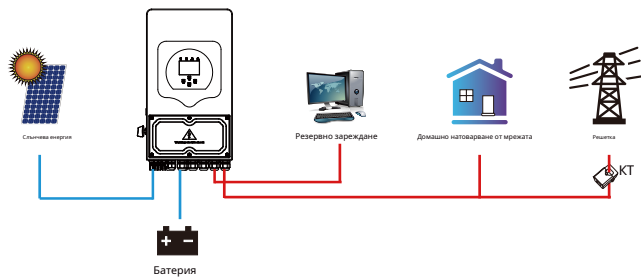 Слънчева енергия
Резервно зареждане
Домашно натоварване от мрежата
Решетка
КТ
Батерия